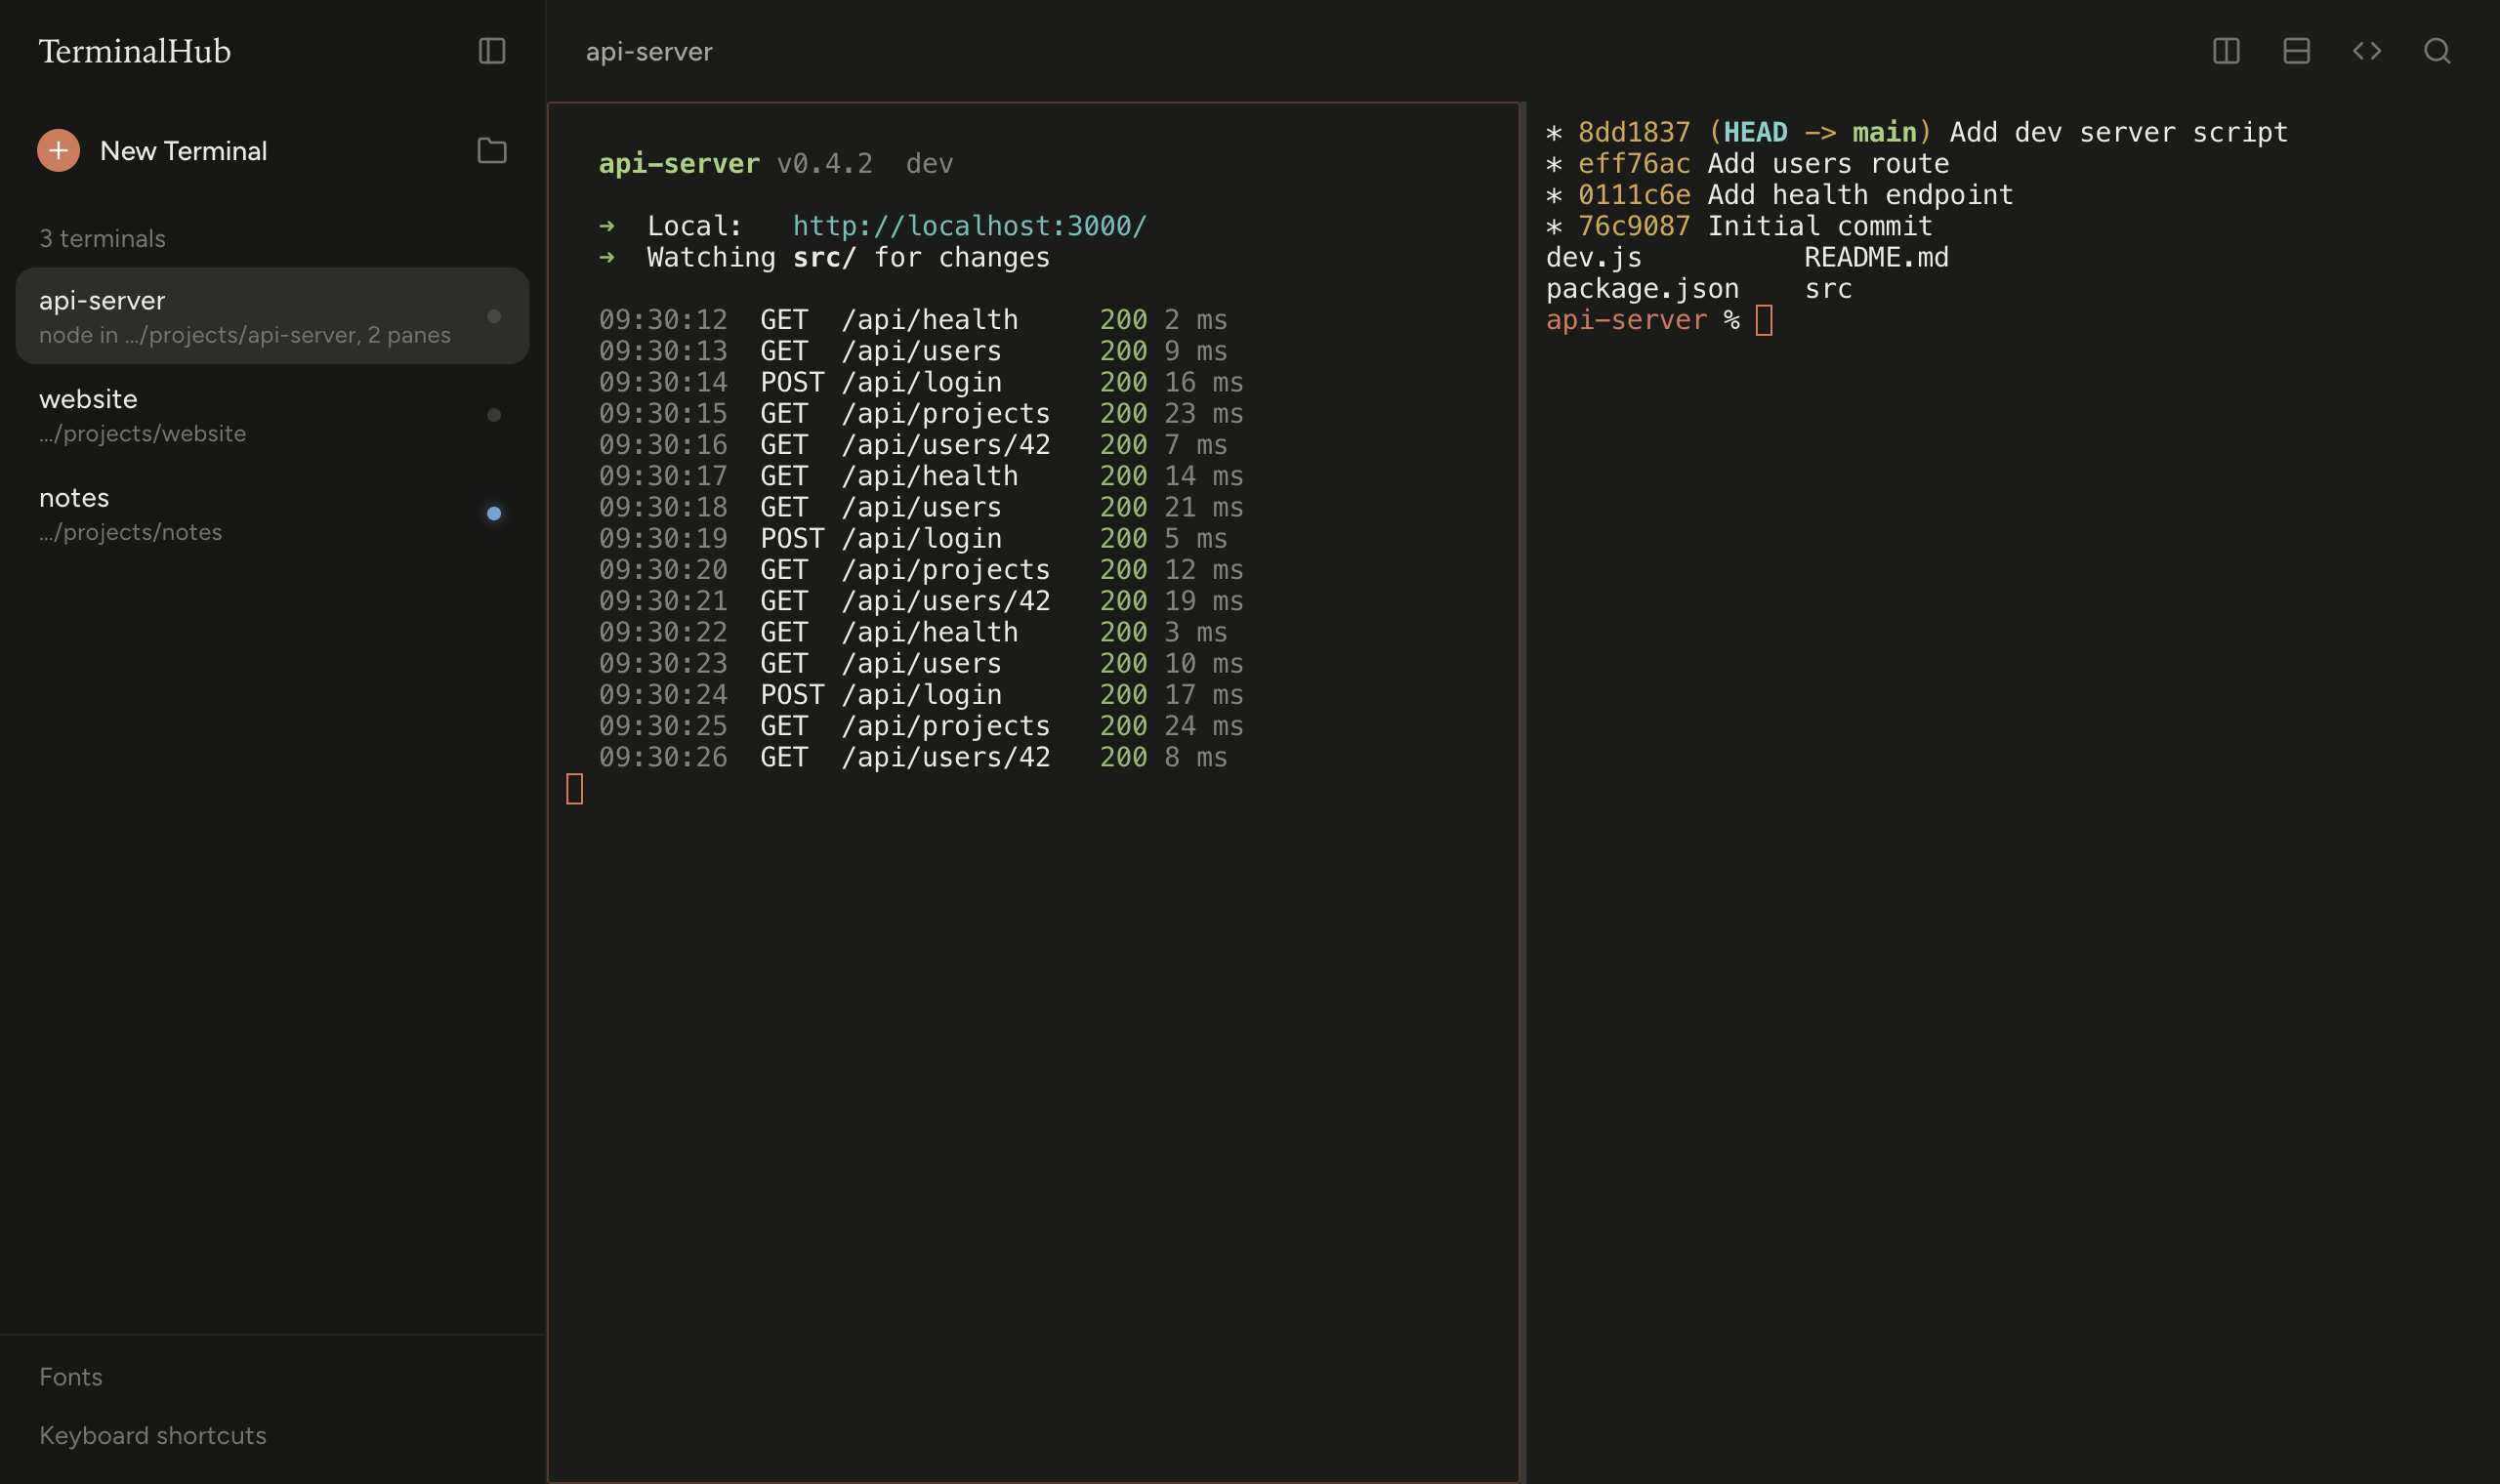 TerminalHub
New Terminal
3 terminals
api-server
node in .../projects/api-server, 2 panes
website
.../projects/website
notes
.../projects/notes
Fonts
Keyboard shortcuts
api-server
api-server v0.4.2  dev
➜  Local:   http://localhost:3000/
➜  Watching src/ for changes
09:30:12  GET  /api/health     200 2 ms
09:30:13  GET  /api/users      200 9 ms
09:30:14  POST /api/login      200 16 ms
09:30:15  GET  /api/projects   200 23 ms
09:30:16  GET  /api/users/42   200 7 ms
09:30:17  GET  /api/health     200 14 ms
09:30:18  GET  /api/users      200 21 ms
09:30:19  POST /api/login      200 5 ms
09:30:20  GET  /api/projects   200 12 ms
09:30:21  GET  /api/users/42   200 19 ms
09:30:22  GET  /api/health     200 3 ms
09:30:23  GET  /api/users      200 10 ms
09:30:24  POST /api/login      200 17 ms
09:30:25  GET  /api/projects   200 24 ms
09:30:26  GET  /api/users/42   200 8 ms
* 8dd1837 (HEAD -> main) Add dev server script
* eff76ac Add users route
* 0111c6e Add health endpoint
* 76c9087 Initial commit
dev.js          README.md
package.json    src
api-server %